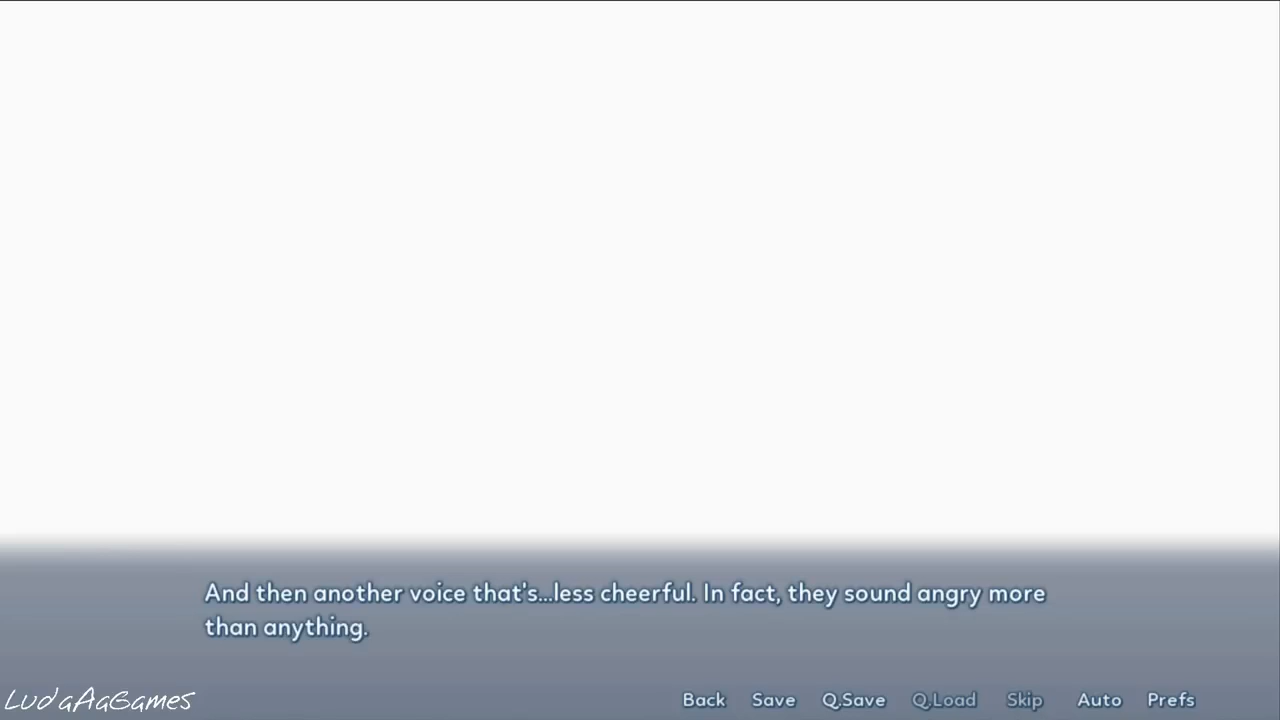 And then another voice that's...less cheerful. In fact, they sound angry more
than anything.
LudaAaGames
Back Save Q.Save Q.Load Skip Auto Prefs